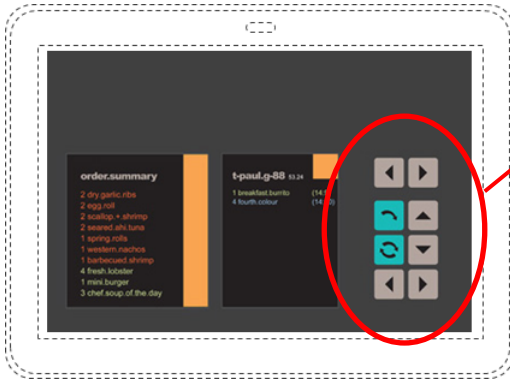 order.summary
2 dry.garlic.ribs
2 egg.roll
2 scallop.+.shrimp
2 seared.ahi.tuna
1 spring.rolls
1 western.nachos
1 barbecued.shrimp
4 fresh.lobster
1 mini.burger
3 chef.soup.of.the.day
t-paul.g-88 53.24
1 breakfast.burrito
4 fourth.colour